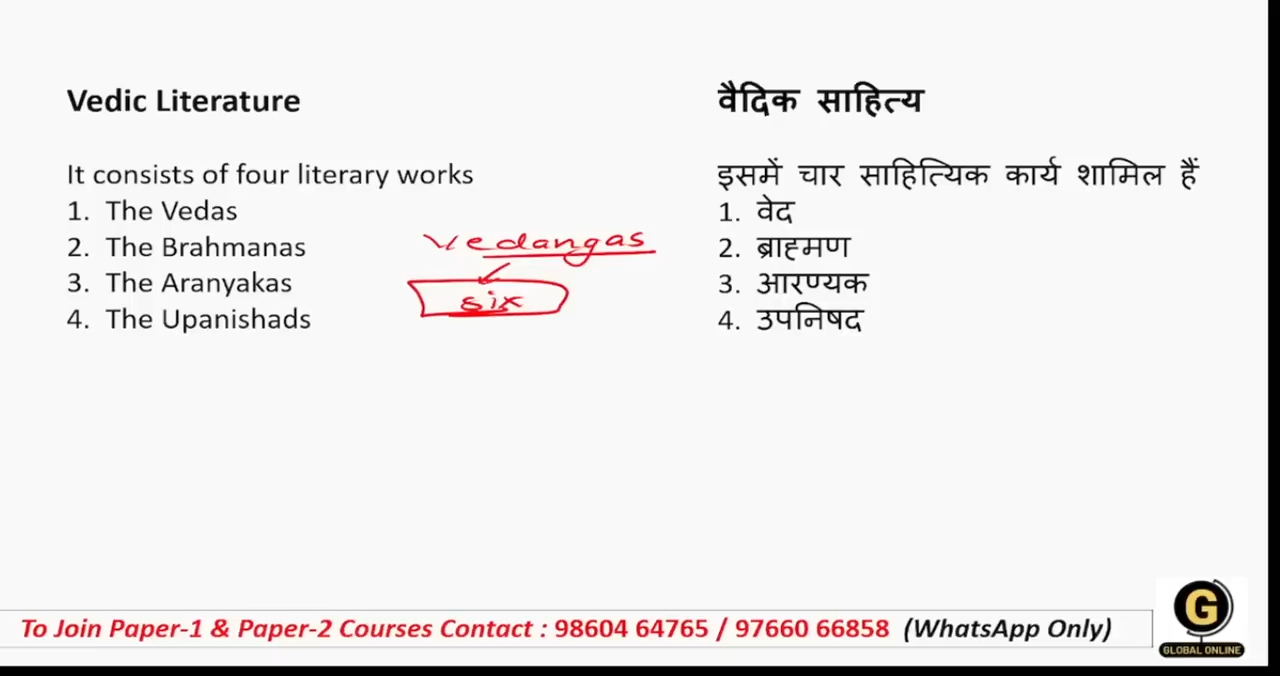 Vedic Literature
It consists of four literary works
1. The Vedas
2. The Brahmanas
3. The Aranyakas
4. The Upanishads
Vedangas
six
वैदिक साहित्य
इसमें चार साहित्यिक कार्य शामिल हैं
1. वेद
2. ब्राह्मण
3. आरण्यक
4. उपनिषद
To Join Paper-1 & Paper-2 Courses Contact : 98604 64765 / 97660 66858 (WhatsApp Only)
G
GLOBAL ONLINE